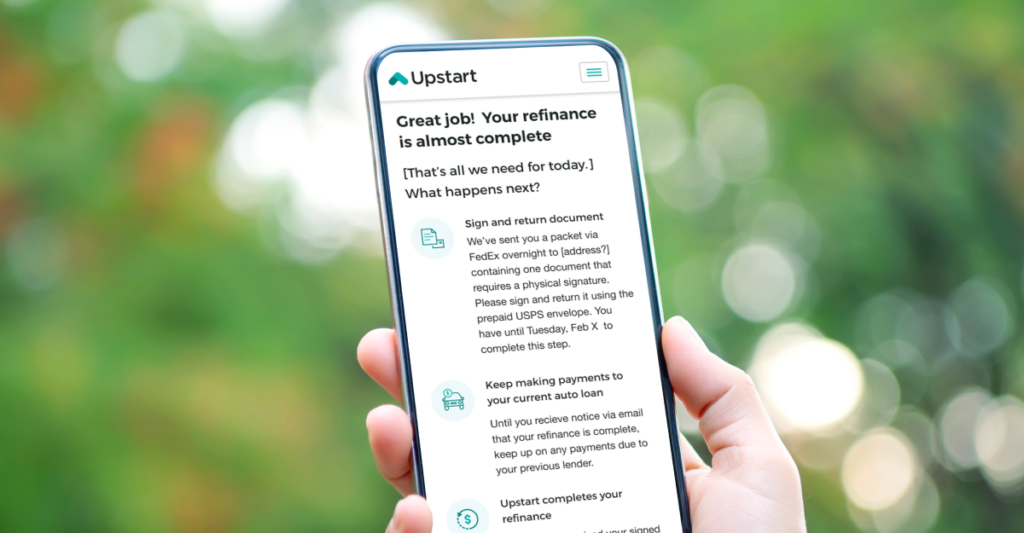 Upstart
Great job! Your refinance
is almost complete
[That's all we need for today.]
What happens next?
Sign and return document
We've sent you a packet via
FedEx overnight to [address?]
containing one document that
requires a physical signature.
Please sign and return it using the
prepaid USPS envelope. You
have until Tuesday, Feb X to
complete this step.
Keep making payments to
your current auto loan
Until you recieve notice via email
that your refinance is complete,
keep up on any payments due to
your previous lender.
Upstart completes your
refinance
your signed